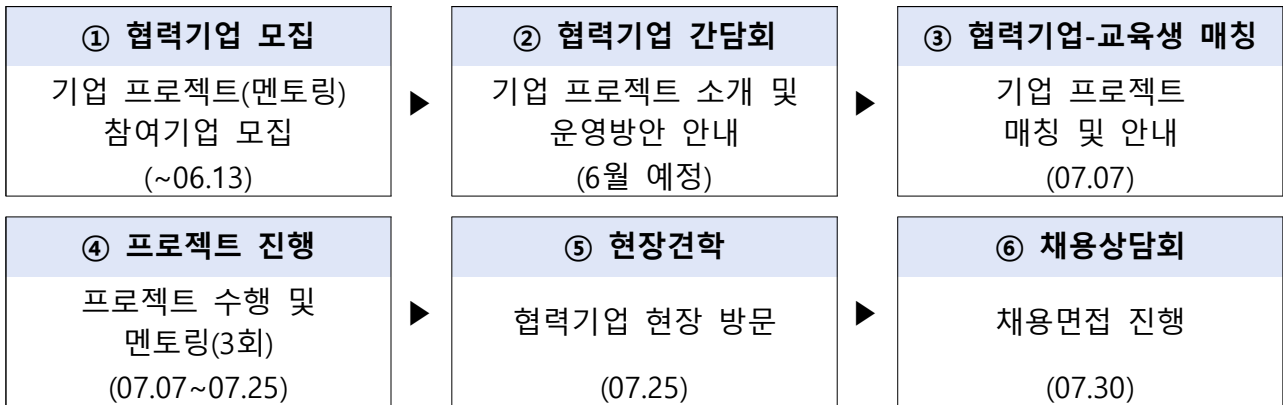 ① 협력기업 모집
기업 프로젝트(멘토링)
참여기업 모집
(~06.13)
▶
② 협력기업 간담회
기업 프로젝트 소개 및
운영방안 안내
(6월 예정)
▶
③ 협력기업-교육생 매칭
기업 프로젝트
매칭 및 안내
(07.07)
④ 프로젝트 진행
프로젝트 수행 및
멘토링(3회)
(07.07~07.25)
▶
⑤ 현장견학
협력기업 현장 방문
(07.25)
▶
⑥ 채용상담회
채용면접 진행
(07.30)